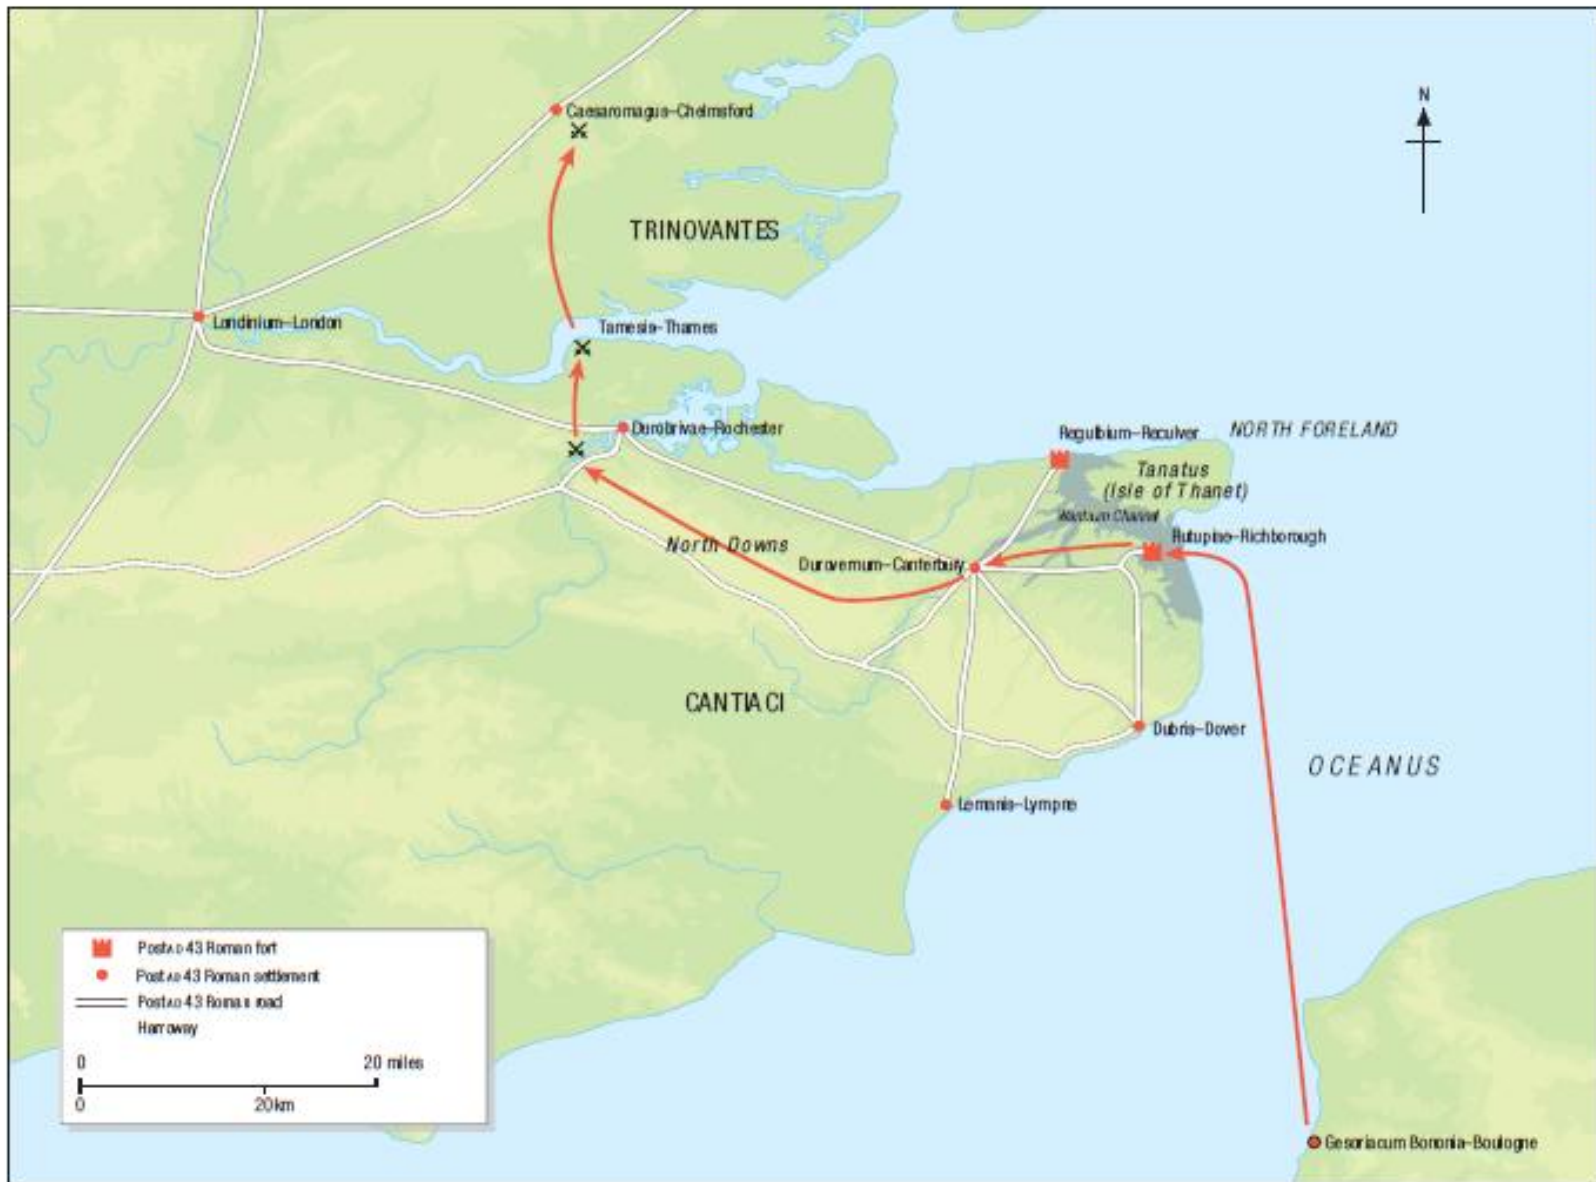 N
Caesaromagus–Chelmsford
TRINOVANTES
Londinium–London
Tamesis–Thames
Durobrivae–Rochester
Regulbium–Reculver
NORTH FORELAND
Tanatus
(Isle of Thanet)
Wantsum Channel
Rutupiae–Richborough
North Downs
Durovernum–Canterbury
CANTIACI
Dubris–Dover
OCEANUS
Lemanis–Lympne
Post AD 43 Roman fort
Post AD 43 Roman settlement
Post AD 43 Roman road
Harroway
0 20 miles
0 20km
Gesoriacum Bononia–Boulogne